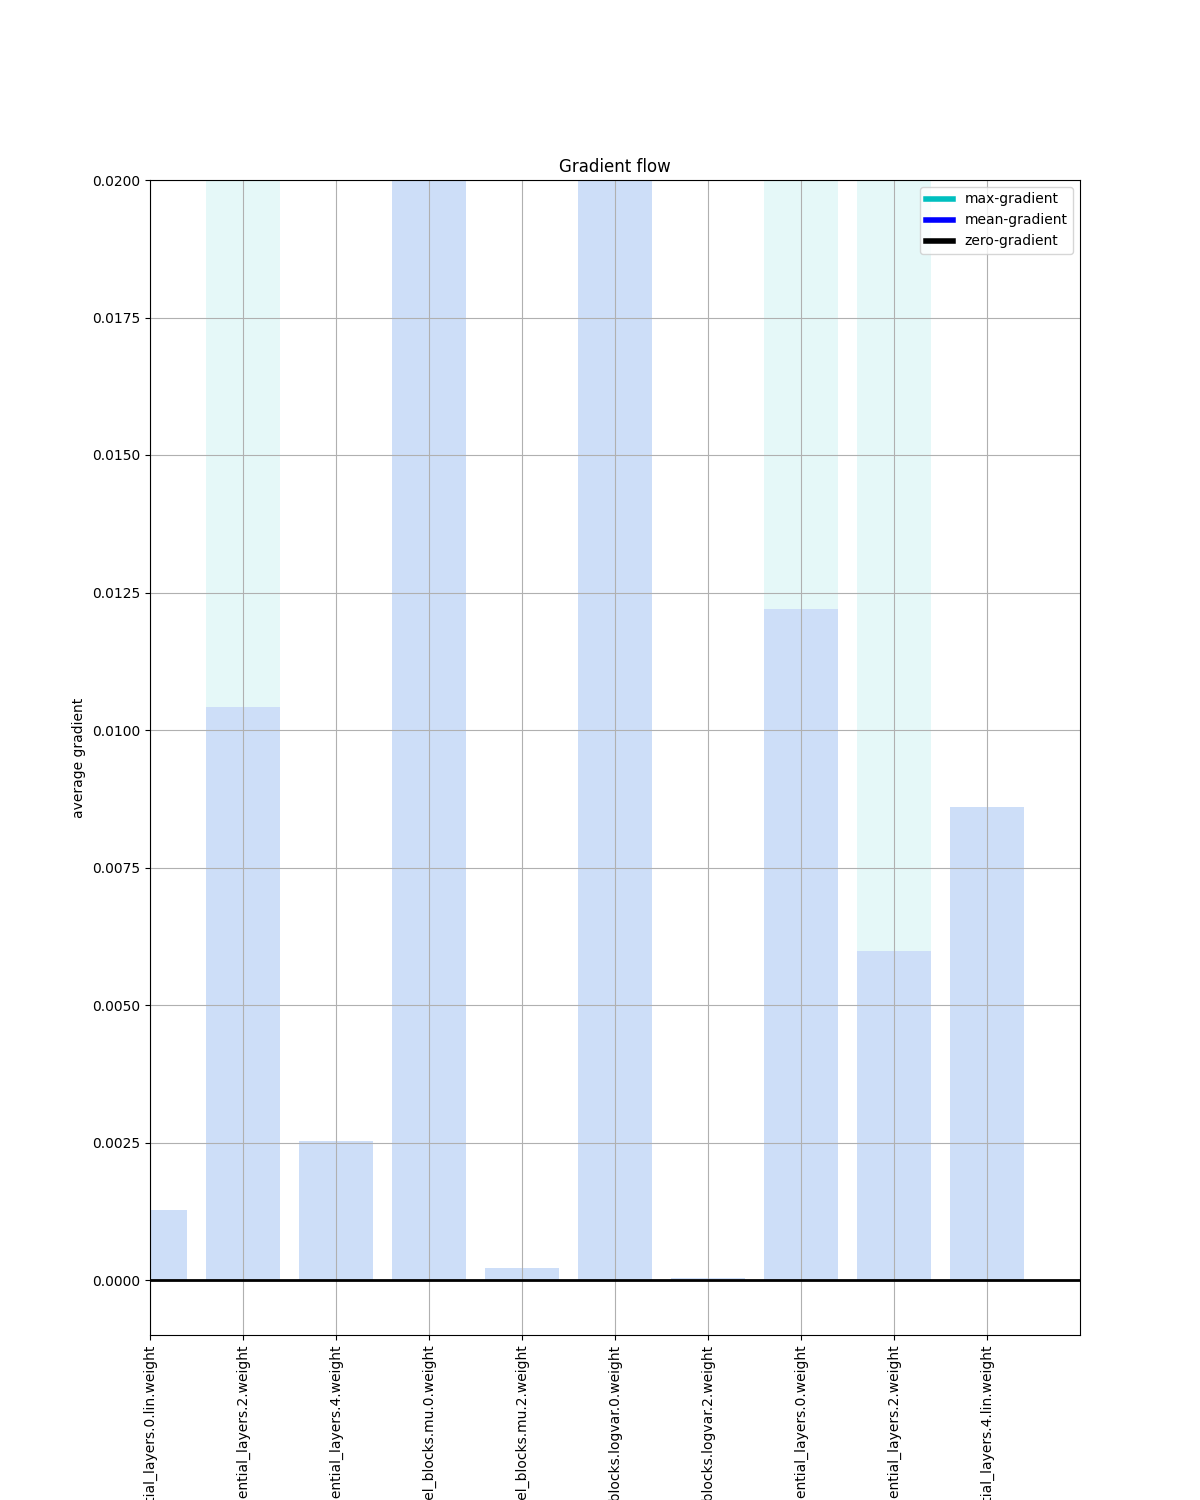 Gradient flow
max-gradient
mean-gradient
zero-gradient
0.0200
0.0175
0.0150
0.0125
0.0100
0.0075
0.0050
0.0025
0.0000
average gradient
tial_layers.0.lin.weight
ential_layers.2.weight
ential_layers.4.weight
el_blocks.mu.0.weight
el_blocks.mu.2.weight
blocks.logvar.0.weight
blocks.logvar.2.weight
ential_layers.0.weight
ential_layers.2.weight
tial_layers.4.lin.weight